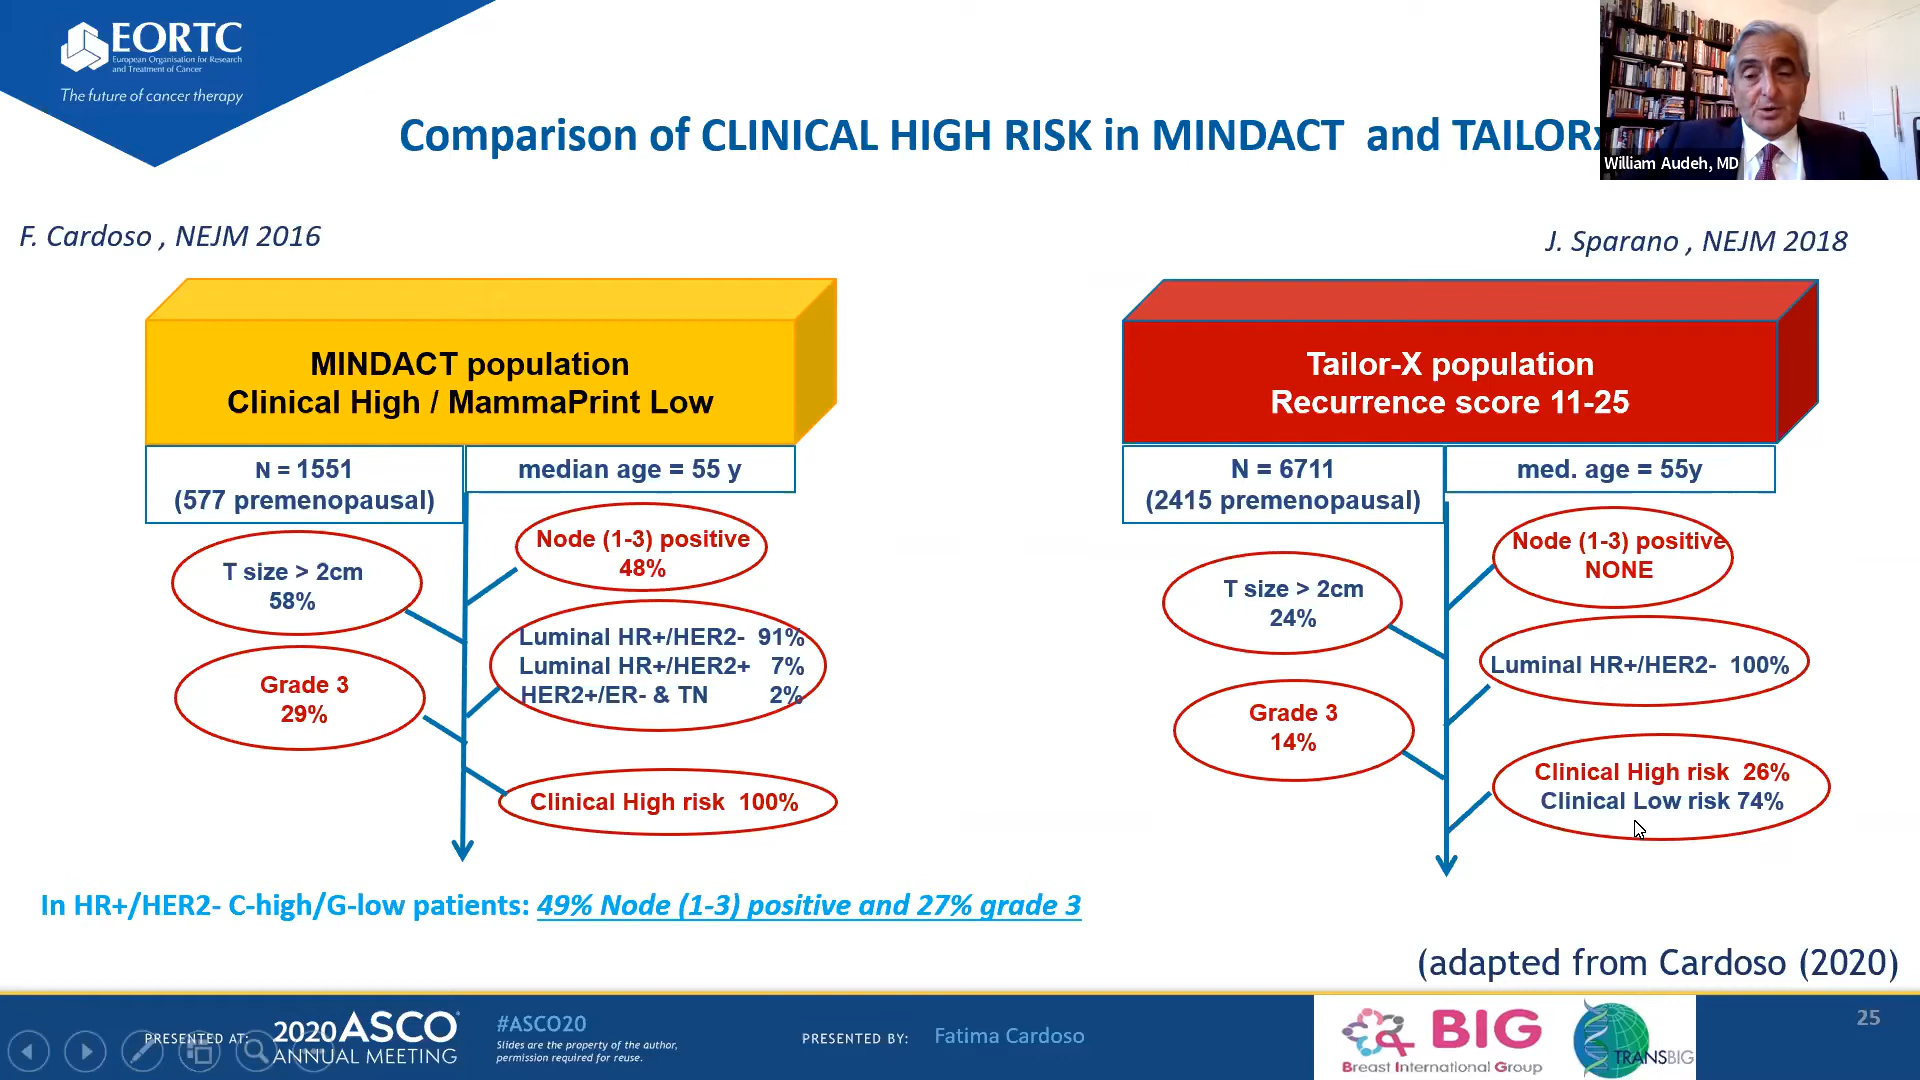 EORTC
European Organisation for Research
and Treatment of Cancer
The future of cancer therapy
Comparison of CLINICAL HIGH RISK in MINDACT and TAILORx
William Audeh, MD
F. Cardoso , NEJM 2016
J. Sparano , NEJM 2018
MINDACT population
Clinical High / MammaPrint Low
N = 1551
(577 premenopausal)
median age = 55 y
Node (1-3) positive
48%
T size > 2cm
58%
Luminal HR+/HER2- 91%
Luminal HR+/HER2+ 7%
HER2+/ER- & TN 2%
Grade 3
29%
Clinical High risk 100%
Tailor-X population
Recurrence score 11-25
N = 6711
(2415 premenopausal)
med. age = 55y
Node (1-3) positive
NONE
T size > 2cm
24%
Luminal HR+/HER2- 100%
Grade 3
14%
Clinical High risk 26%
Clinical Low risk 74%
In HR+/HER2- C-high/G-low patients: 49% Node (1-3) positive and 27% grade 3
(adapted from Cardoso (2020)
PRESENTED AT:
2020 ASCO
ANNUAL MEETING
#ASCO20
Slides are the property of the author,
permission required for reuse.
PRESENTED BY: Fatima Cardoso
BIG
Breast International Group
TRANSBIG
25